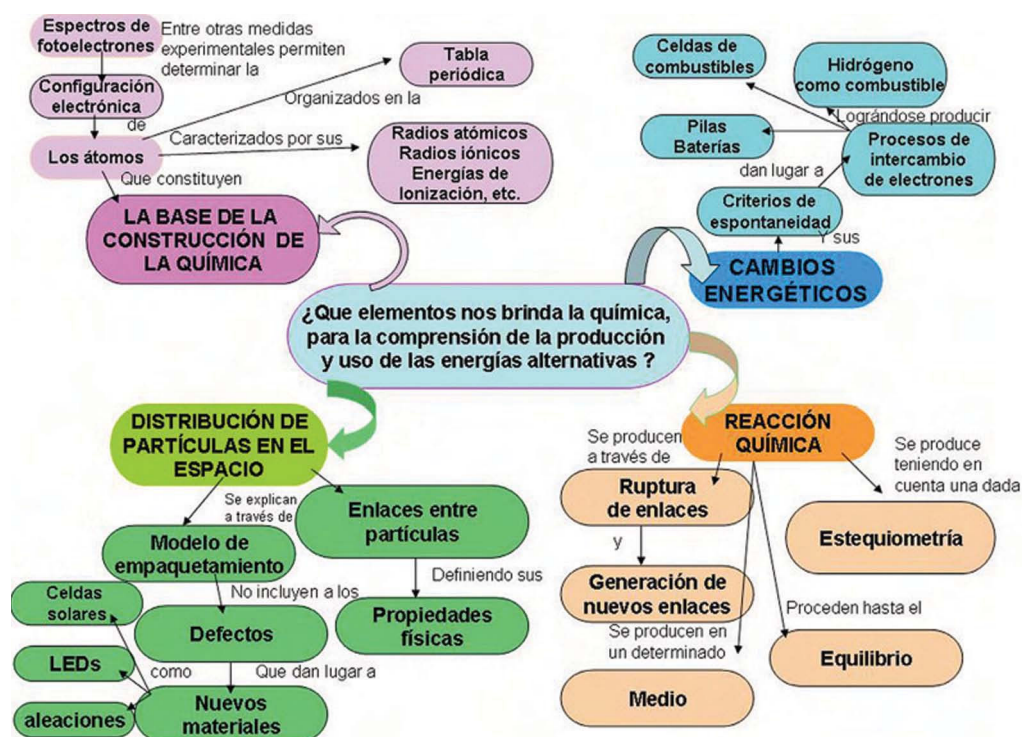 Espectros de
fotoelectrones
Entre otras medidas
experimentales permiten
determinar la
Configuración
electrónica
de
Los átomos
Organizados en la
Tabla
periódica
Caracterizados por sus
Radios atómicos
Radios iónicos
Energías de
Ionización, etc.
Que constituyen
LA BASE DE LA
CONSTRUCCIÓN DE
LA QUÍMICA
Celdas de
combustibles
Hidrógeno
como combustible
Lográndose producir
Pilas
Baterías
Procesos de
intercambio
de electrones
dan lugar a
Criterios de
espontaneidad
Y sus
CAMBIOS
ENERGÉTICOS
¿Que elementos nos brinda la química,
para la comprensión de la producción
y uso de las energías alternativas ?
DISTRIBUCIÓN DE
PARTÍCULAS EN EL
ESPACIO
Se explican
a través de
Modelo de
empaquetamiento
Enlaces entre
partículas
Definiendo sus
Propiedades
físicas
No incluyen a los
Defectos
Que dan lugar a
Nuevos
materiales
como
Celdas
solares
LEDs
aleaciones
REACCIÓN
QUÍMICA
Se producen
a través de
Ruptura
de enlaces
y
Generación de
nuevos enlaces
Se producen en
un determinado
Medio
Proceden hasta el
Equilibrio
Se produce
teniendo en
cuenta una dada
Estequiometría